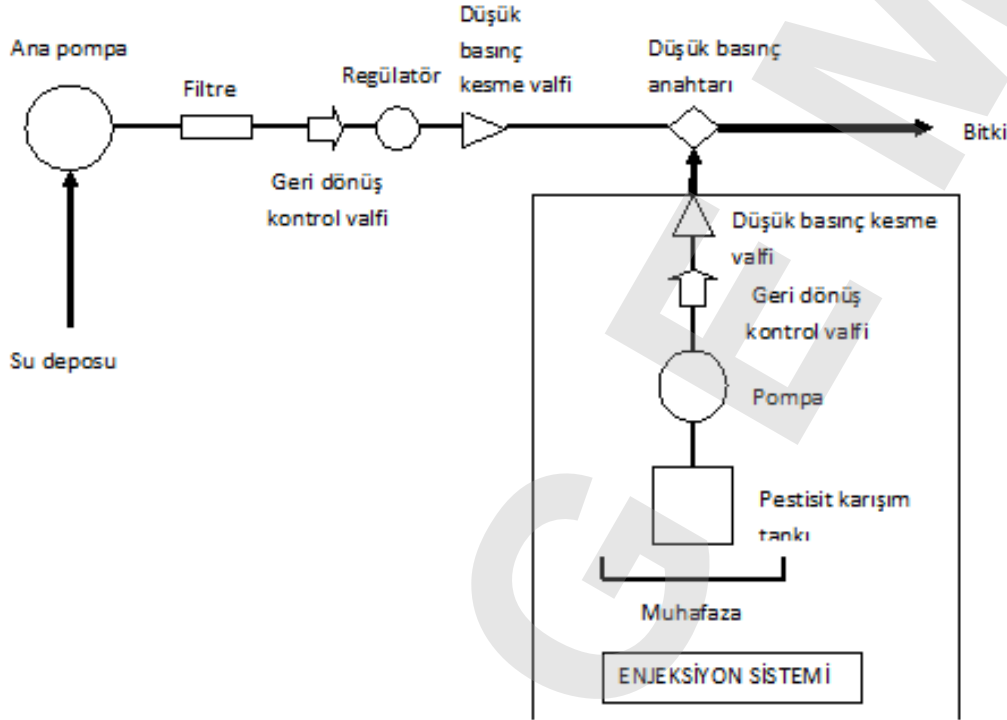 Ana pompa
Filtre
Regülatör
Düşük
basınç
kesme valfi
Düşük basınç
anahtarı
Bitki
Geri dönüş
kontrol valfi
Su deposu
Düşük basınç kesme
valfi
Geri dönüş
kontrol valfi
Pompa
Pestisit karışım
tankı
Muhafaza
ENJEKSİYON SİSTEMİ
G E M